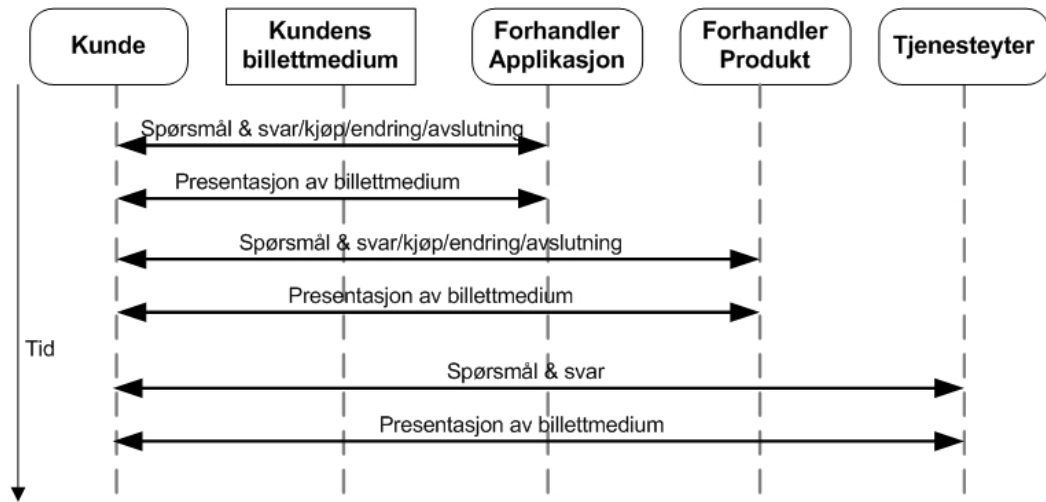 Kunde
Kundens
billettmedium
Forhandler
Applikasjon
Forhandler
Produkt
Tjenesteyter
Spørsmål & svar/kjøp/endring/avslutning
Presentasjon av billettmedium
Spørsmål & svar/kjøp/endring/avslutning
Presentasjon av billettmedium
Tid
Spørsmål & svar
Presentasjon av billettmedium